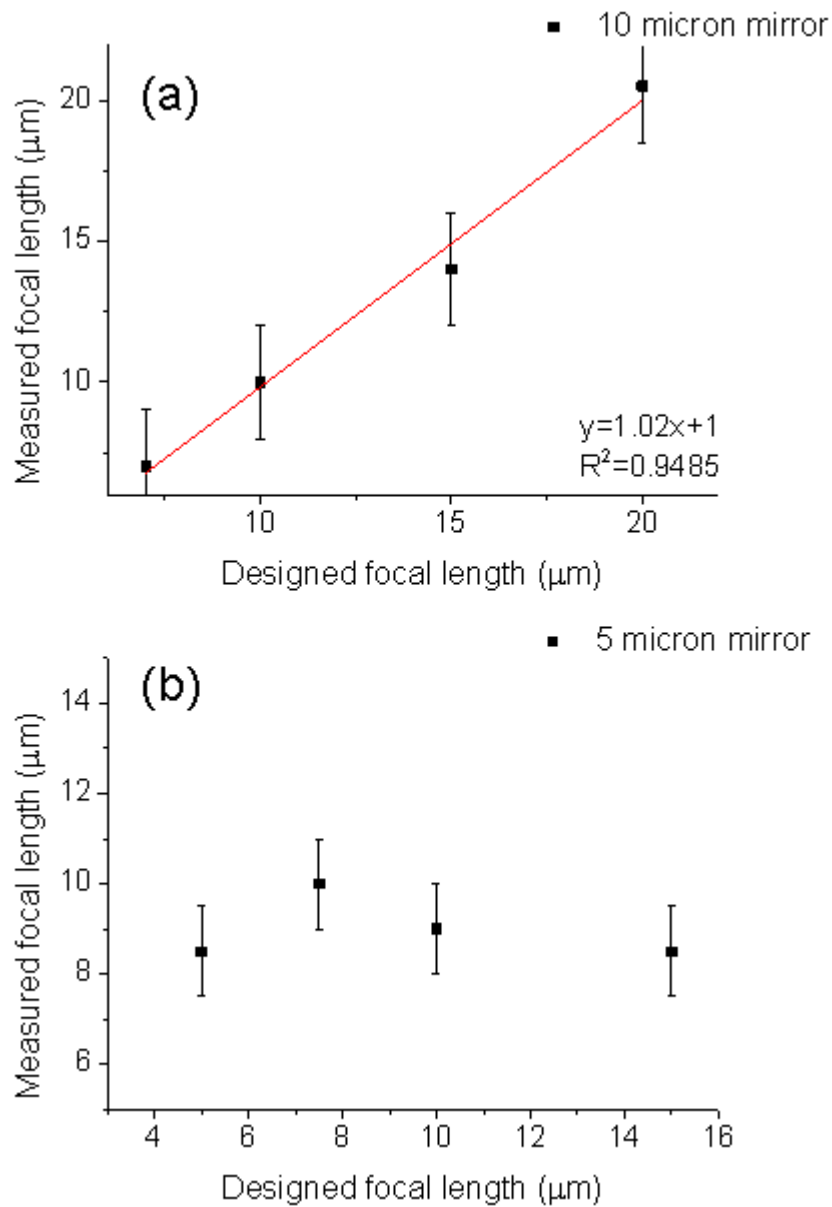 10 micron mirror
(a)
Measured focal length (μm)
20
15
10
y=1.02x+1
R²=0.9485
10 15 20
Designed focal length (μm)
5 micron mirror
(b)
Measured focal length (μm)
14
12
10
8
6
4 6 8 10 12 14 16
Designed focal length (μm)